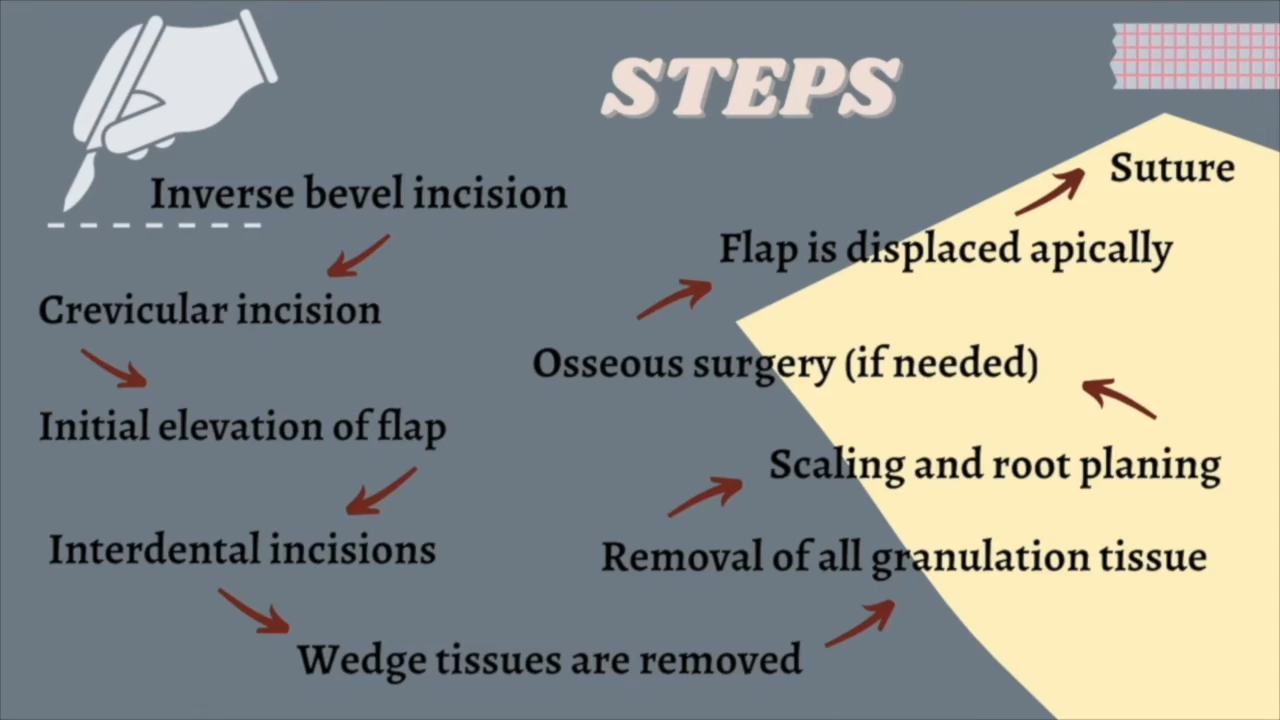 STEPS
Inverse bevel incision
Crevicular incision
Initial elevation of flap
Interdental incisions
Wedge tissues are removed
Removal of all granulation tissue
Scaling and root planing
Osseous surgery (if needed)
Flap is displaced apically
Suture